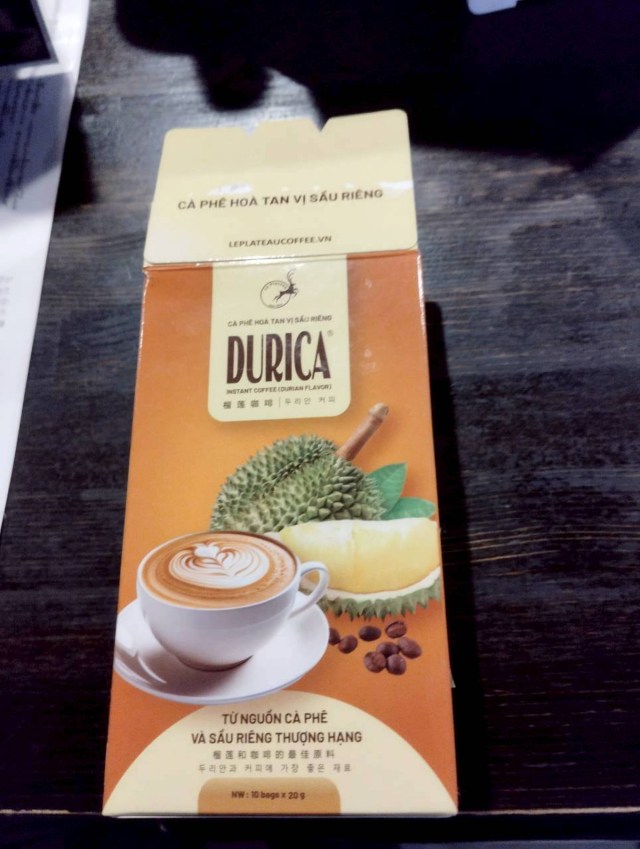 CÀ PHÊ HOÀ TAN VỊ SẦU RIÊNG
LEPLATEAUCOFFEE.VN
CÀ PHÊ HOÀ TAN VỊ SẦU RIÊNG
DURICA®
INSTANT COFFEE (DURIAN FLAVOR)
榴莲咖啡 | 두리안 커피
TỪ NGUỒN CÀ PHÊ
VÀ SẦU RIÊNG THƯỢNG HẠNG
榴莲和咖啡的最佳原料
두리안과 커피에 가장 좋은 재료
NW : 10 bags x 20 g